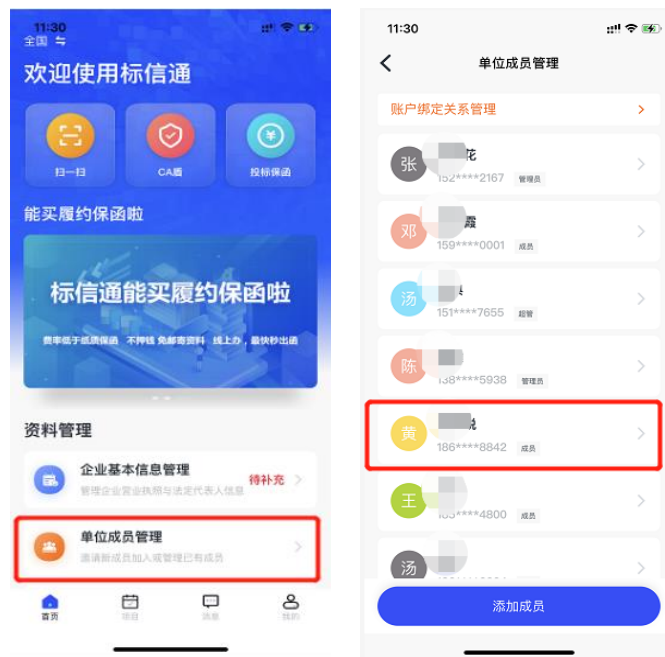 11:30
全国
欢迎使用标信通
扫一扫
CA盾
投标保函
能买履约保函啦
标信通能买履约保函啦
费率低于纸质保函 不押钱 免邮寄资料 线上办，最快秒出函
资料管理
企业基本信息管理
管理企业营业执照与法定代表人信息
待补充
单位成员管理
邀请新成员加入或管理已有成员
首页
项目
消息
我的
11:30
单位成员管理
账户绑定关系管理
张
花
152****2167 管理员
邓
霞
159****0001 成员
汤
151****7655 超管
陈
138****5938 管理员
黄
186****8842 成员
王
****4800 成员
汤
添加成员